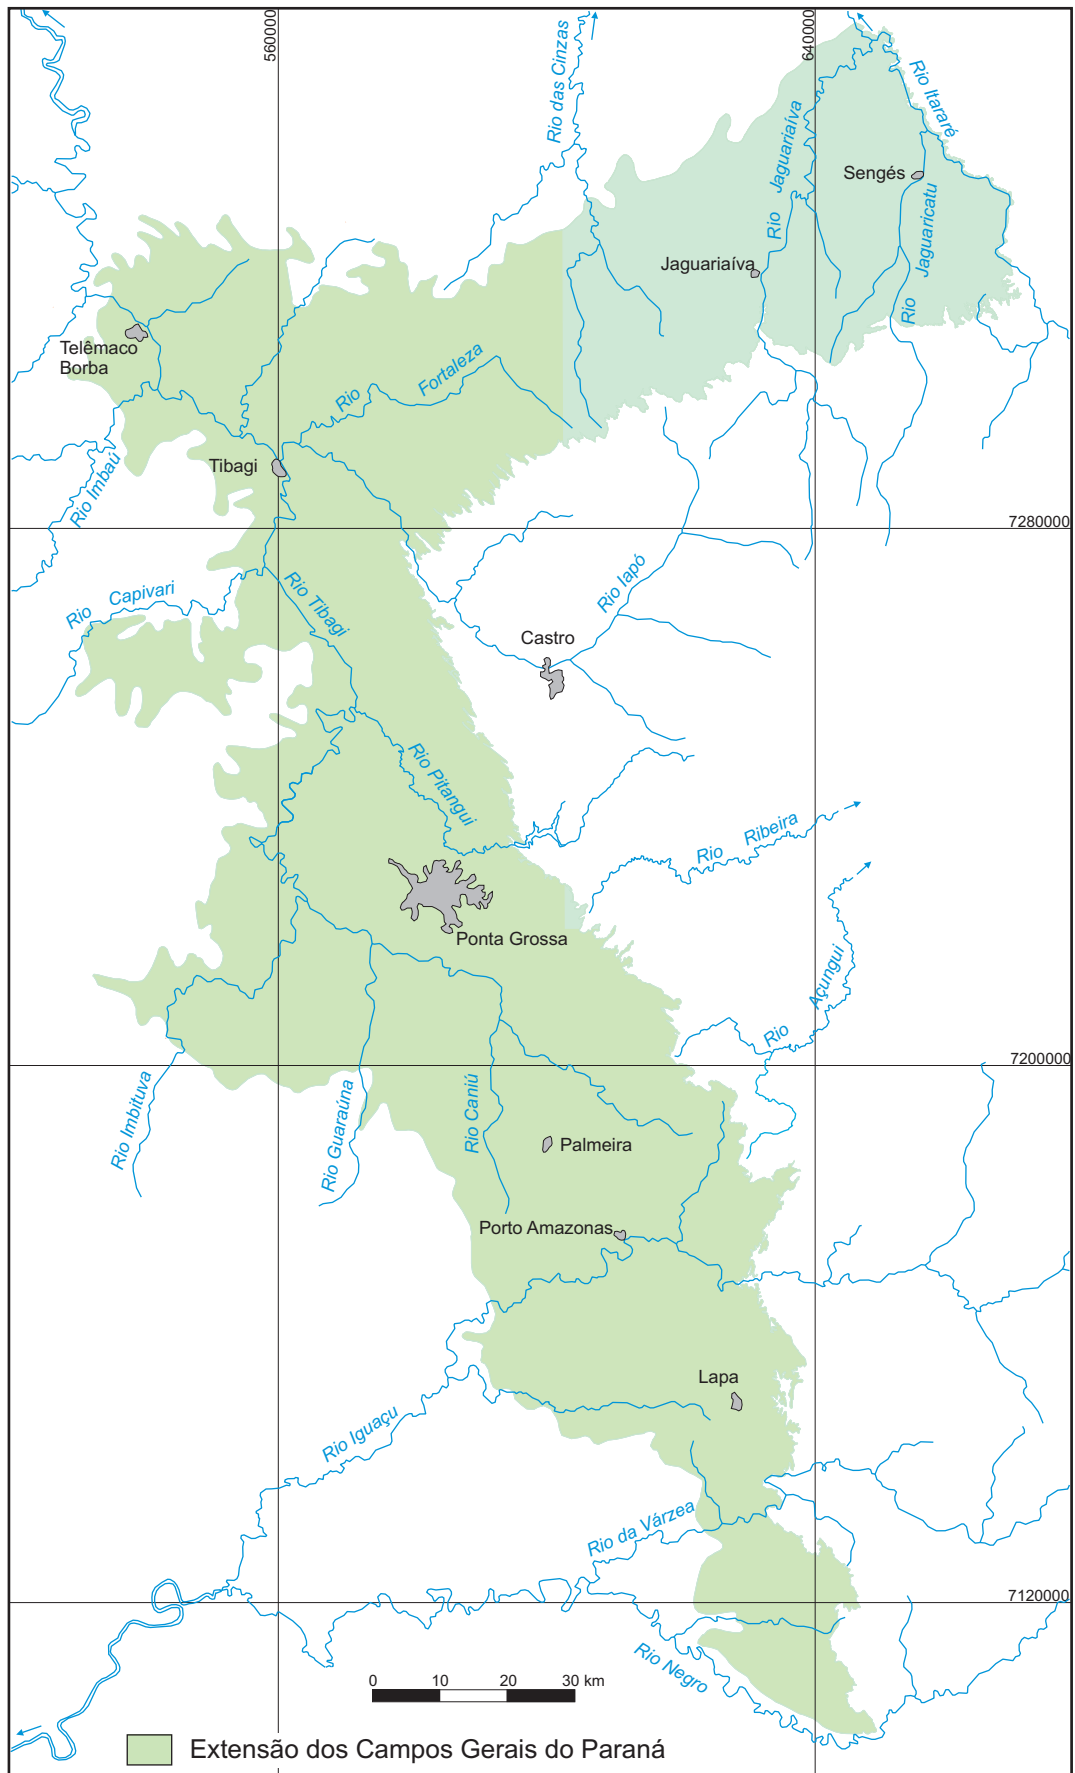 560000
640000
Rio das Cinzas
Rio Itararé
Rio Jaguariaíva
Sengés
Rio Jaguaricatu
Jaguariaíva
Telêmaco
Borba
Rio Fortaleza
Tibagi
Rio Imbaú
7280000
Rio Capivari
Rio Tibagi
Rio Iapó
Castro
Rio Pitangui
Rio Ribeira
Ponta Grossa
Rio Açungui
7200000
Rio Imbituva
Rio Guaraúna
Rio Caniú
Palmeira
Porto Amazonas
Lapa
Rio Iguaçu
Rio da Várzea
7120000
Rio Negro
0 10 20 30 km
Extensão dos Campos Gerais do Paraná